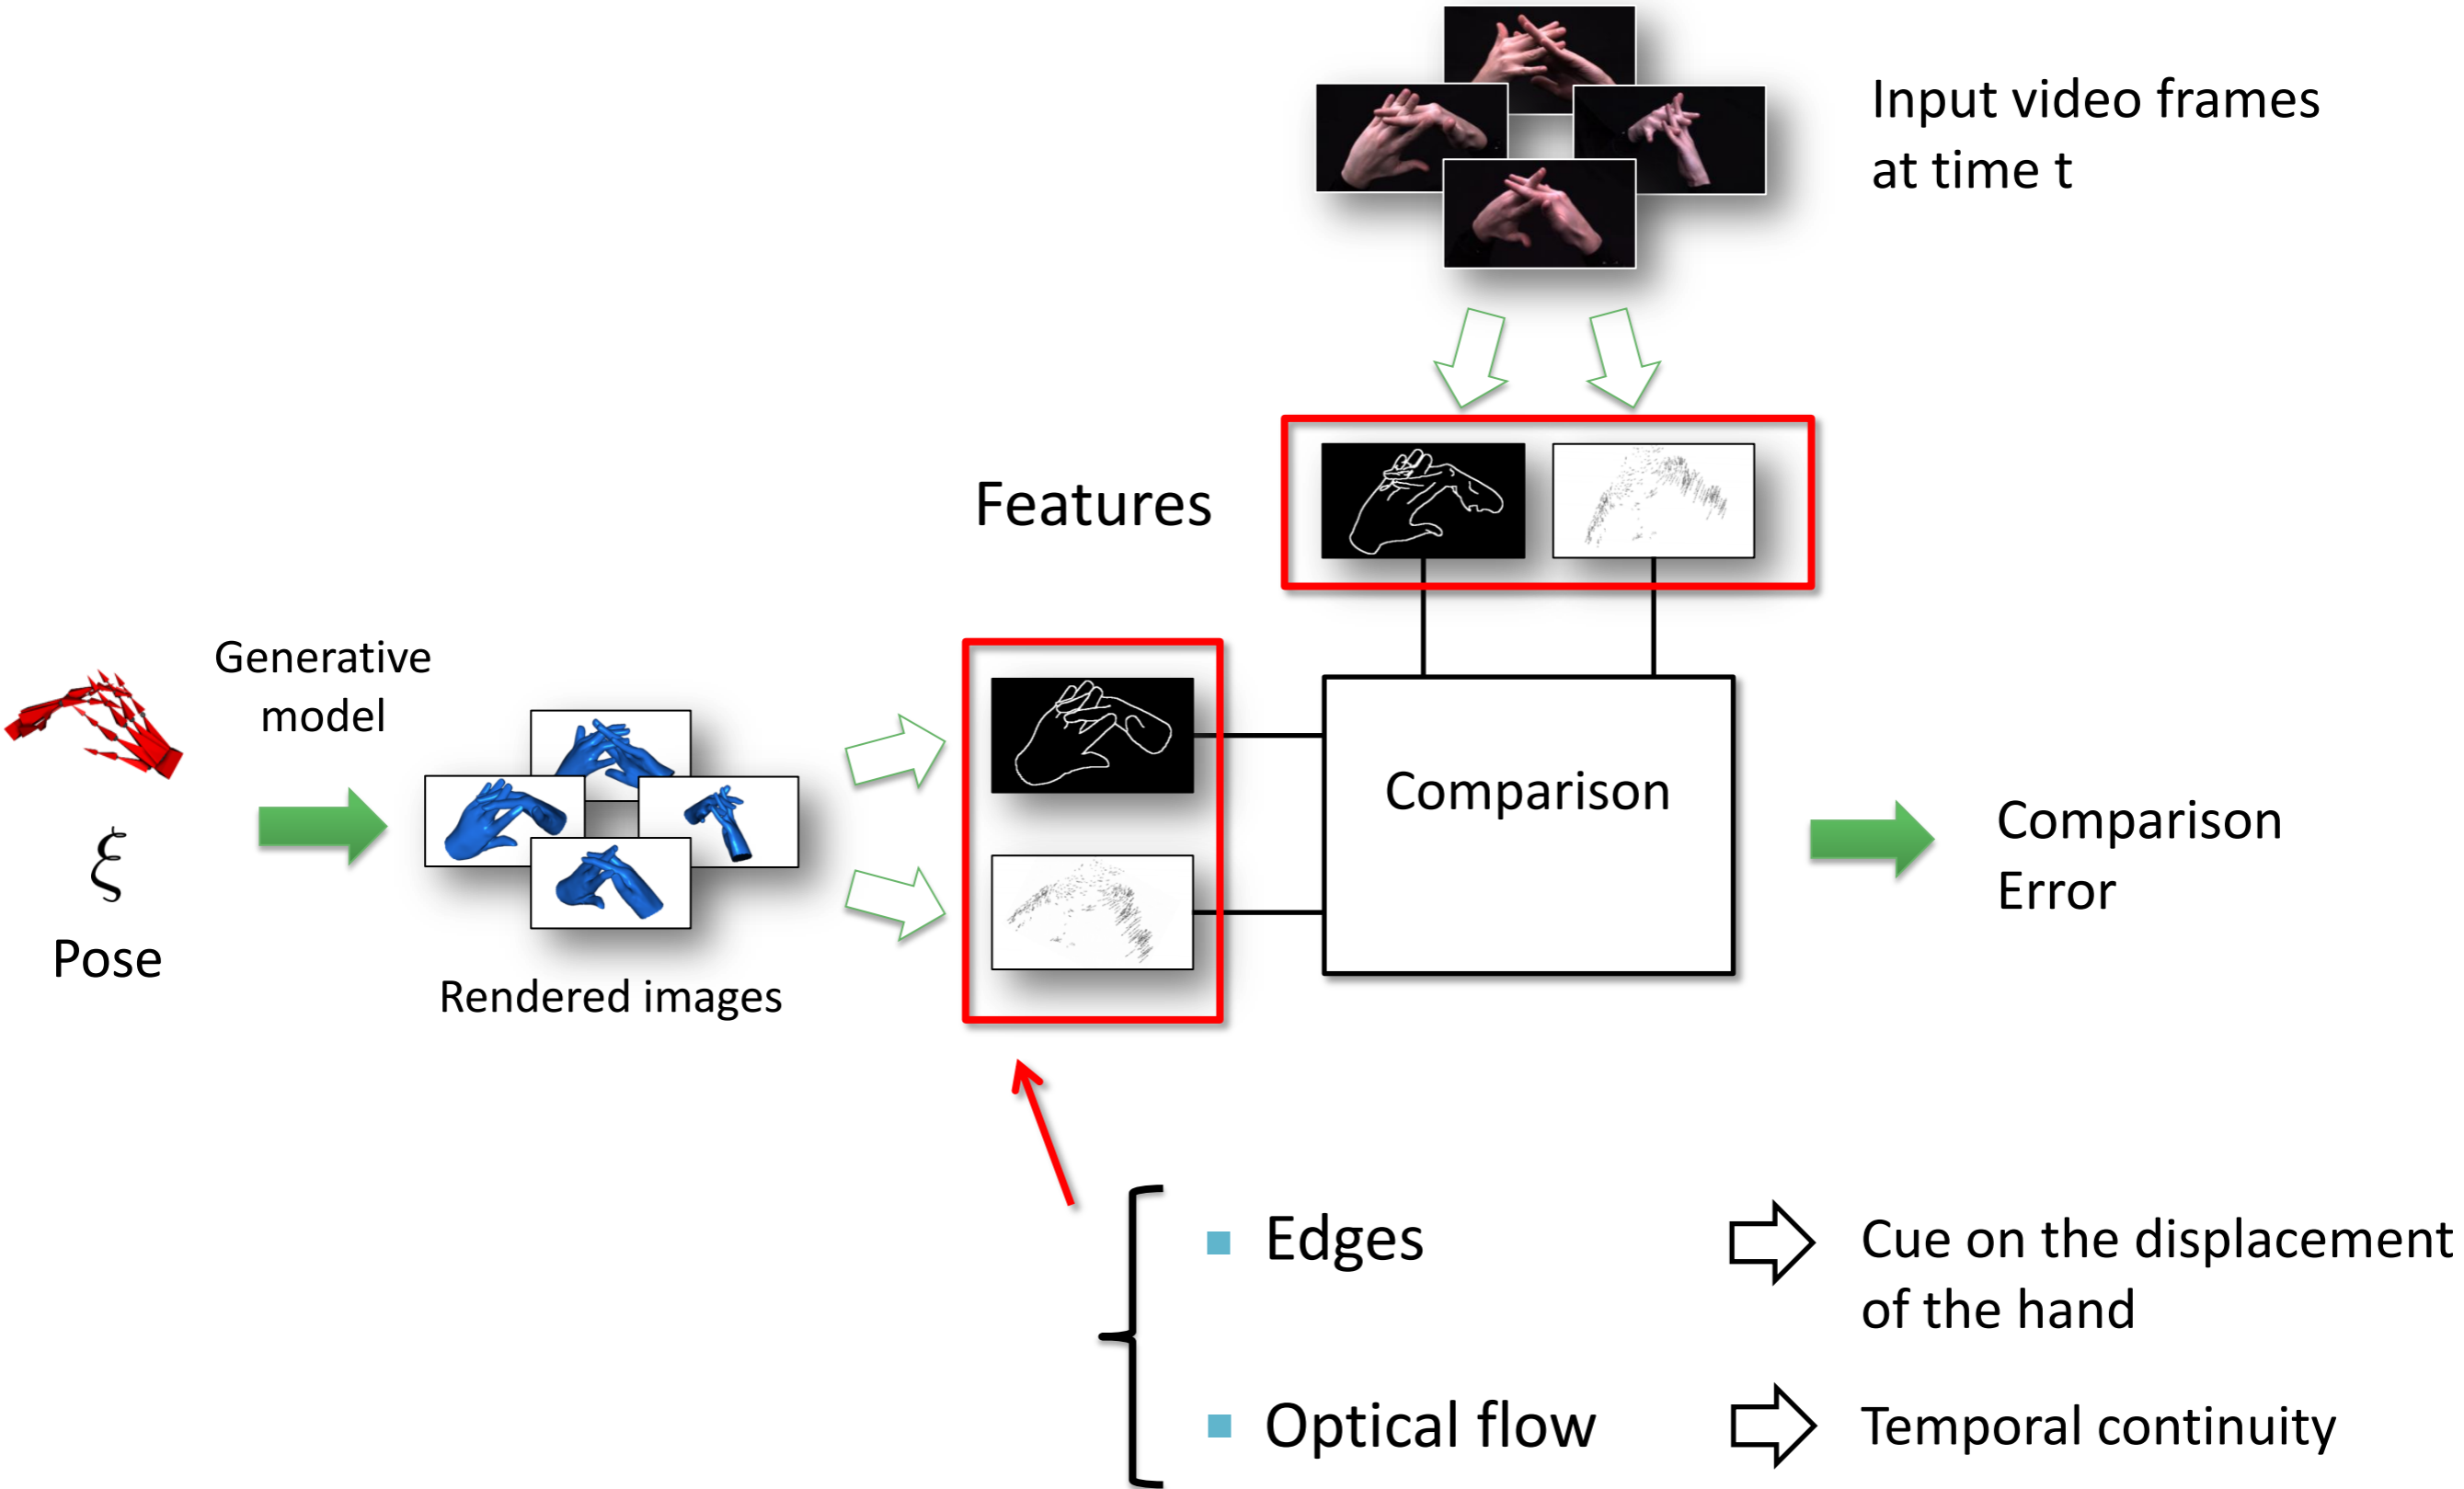 Input video frames
at time t
Features
Generative
model
Comparison
ξ
Pose
Rendered images
Comparison
Error
Edges
Cue on the displacement
of the hand
Optical flow
Temporal continuity